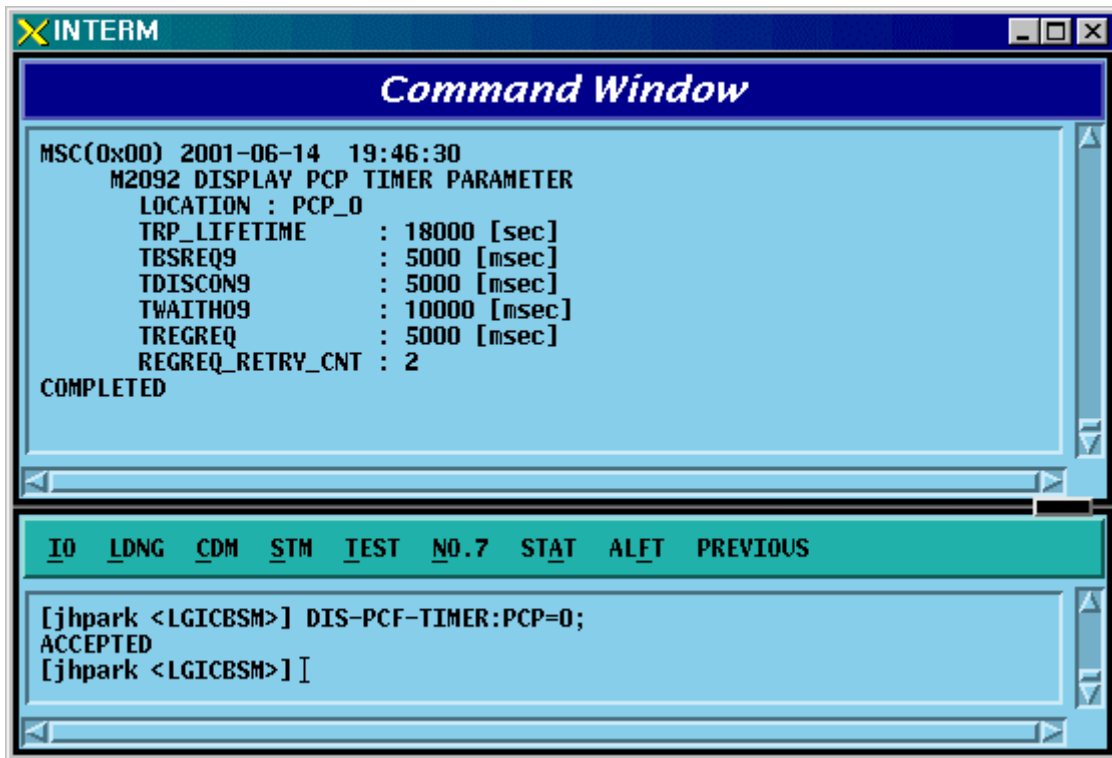 INTERM
Command Window
MSC(0x00) 2001-06-14 19:46:30
M2092 DISPLAY PCP TIMER PARAMETER
LOCATION : PCP_0
TRP_LIFETIME : 18000 [sec]
TBSREQ9 : 5000 [msec]
TDISCON9 : 5000 [msec]
TWAITHO9 : 10000 [msec]
TREGREQ : 5000 [msec]
REGREQ_RETRY_CNT : 2
COMPLETED
IO LDNG CDM STM TEST NO.7 STAT ALFT PREVIOUS
[jhpark <LGICBSM>] DIS-PCF-TIMER:PCP=0;
ACCEPTED
[jhpark <LGICBSM>]